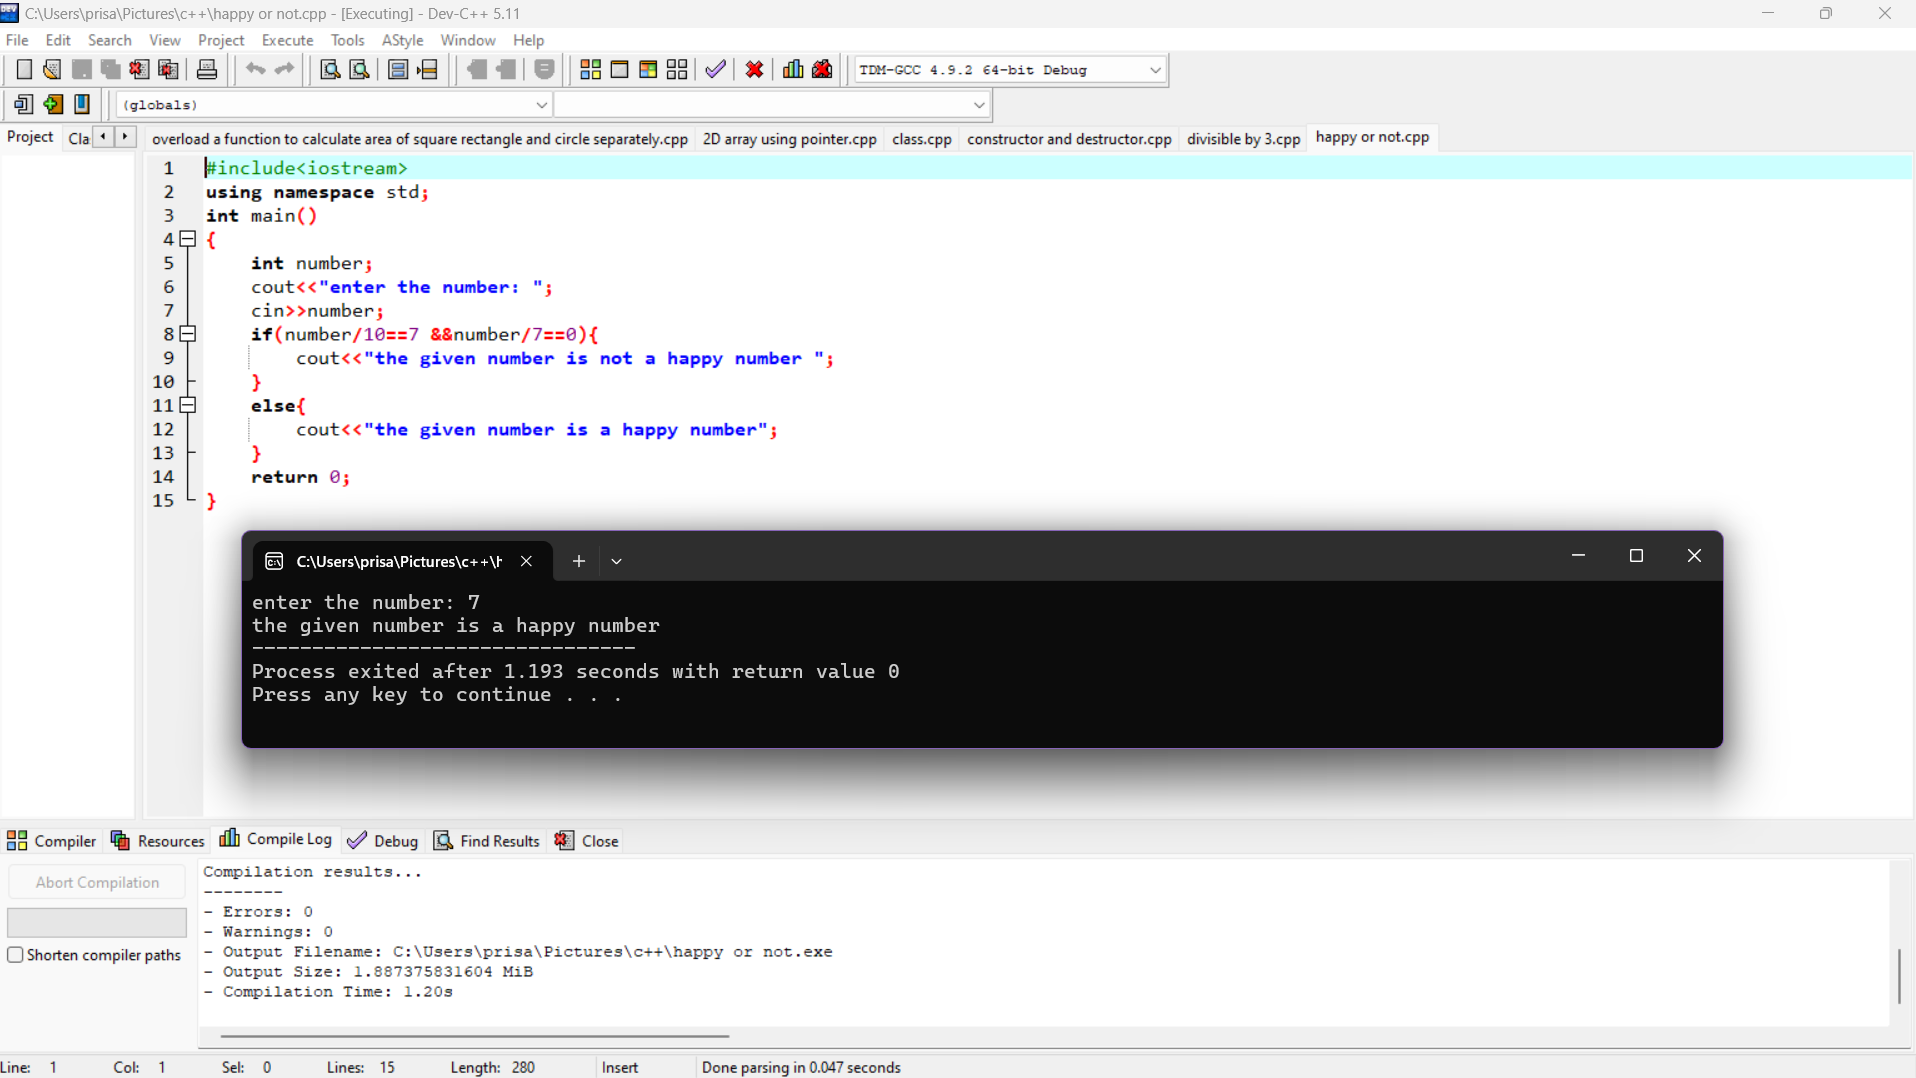 C:\Users\prisa\Pictures\c++\happy or not.cpp - [Executing] - Dev-C++ 5.11
File Edit Search View Project Execute Tools AStyle Window Help
TDM-GCC 4.9.2 64-bit Debug
(globals)
Project Cla overload a function to calculate area of square rectangle and circle separately.cpp 2D array using pointer.cpp class.cpp constructor and destructor.cpp divisible by 3.cpp happy or not.cpp
1 #include<iostream>
2 using namespace std;
3 int main()
4 {
5 int number;
6 cout<<"enter the number: ";
7 cin>>number;
8 if(number/10==7 &&number/7==0){
9 cout<<"the given number is not a happy number ";
10 }
11 else{
12 cout<<"the given number is a happy number";
13 }
14 return 0;
15 }
C:\Users\prisa\Pictures\c++\h
enter the number: 7
the given number is a happy number
--------------------------------
Process exited after 1.193 seconds with return value 0
Press any key to continue . . .
Compiler Resources Compile Log Debug Find Results Close
Abort Compilation
Shorten compiler paths
Compilation results...
--------
- Errors: 0
- Warnings: 0
- Output Filename: C:\Users\prisa\Pictures\c++\happy or not.exe
- Output Size: 1.887375831604 MiB
- Compilation Time: 1.20s
Line: 1 Col: 1 Sel: 0 Lines: 15 Length: 280 Insert Done parsing in 0.047 seconds